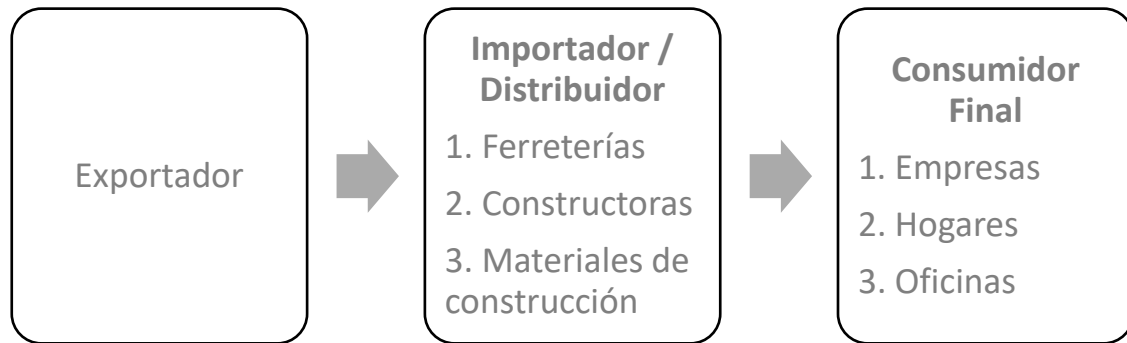 Exportador
Importador /
Distribuidor
1. Ferreterías
2. Constructoras
3. Materiales de
construcción
Consumidor
Final
1. Empresas
2. Hogares
3. Oficinas